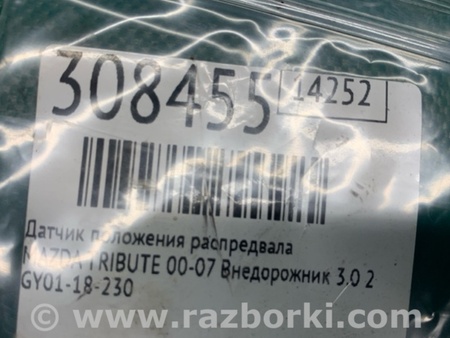 308455 14252
Датчик положения распредвала
MAZDA TRIBUTE 00-07 Внедорожник 3.0 2
GY01-18-230
www.razborki.com